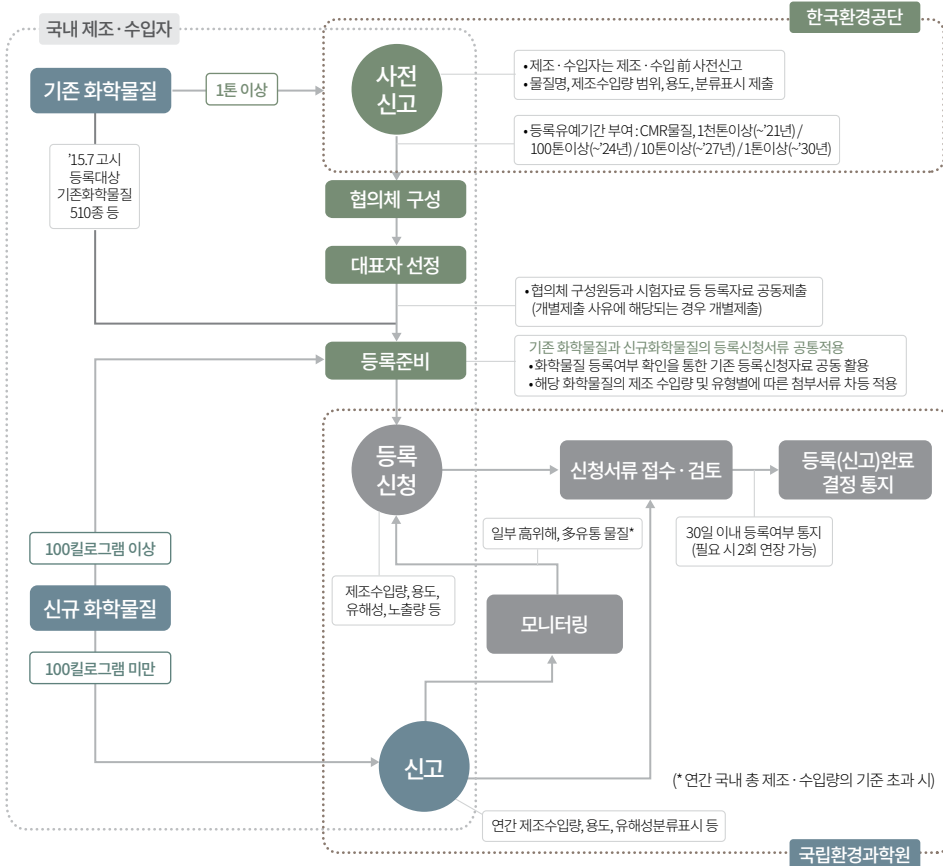 국내 제조 · 수입자
한국환경공단
기존 화학물질
1톤 이상
사전
신고
• 제조 · 수입자는 제조 · 수입 前 사전신고
• 물질명, 제조수입량 범위, 용도, 분류표시 제출
• 등록유예기간 부여 : CMR물질, 1천톤이상(~’21년) /
100톤이상(~’24년) / 10톤이상(~’27년) / 1톤이상(~’30년)
’15.7 고시
등록대상
기존화학물질
510종 등
협의체 구성
대표자 선정
• 협의체 구성원등과 시험자료 등 등록자료 공동제출
(개별제출 사유에 해당되는 경우 개별제출)
등록준비
기존 화학물질과 신규화학물질의 등록신청서류 공통적용
• 화학물질 등록여부 확인을 통한 기존 등록신청자료 공동 활용
• 해당 화학물질의 제조 수입량 및 유형별에 따른 첨부서류 차등 적용
등록
신청
신청서류 접수 · 검토
등록(신고)완료
결정 통지
일부 高위해, 多유통 물질*
30일 이내 등록여부 통지
(필요 시 2회 연장 가능)
100킬로그램 이상
제조수입량, 용도,
유해성, 노출량 등
신규 화학물질
모니터링
100킬로그램 미만
신고
(* 연간 국내 총 제조 · 수입량의 기준 초과 시)
연간 제조수입량, 용도, 유해성분류표시 등
국립환경과학원